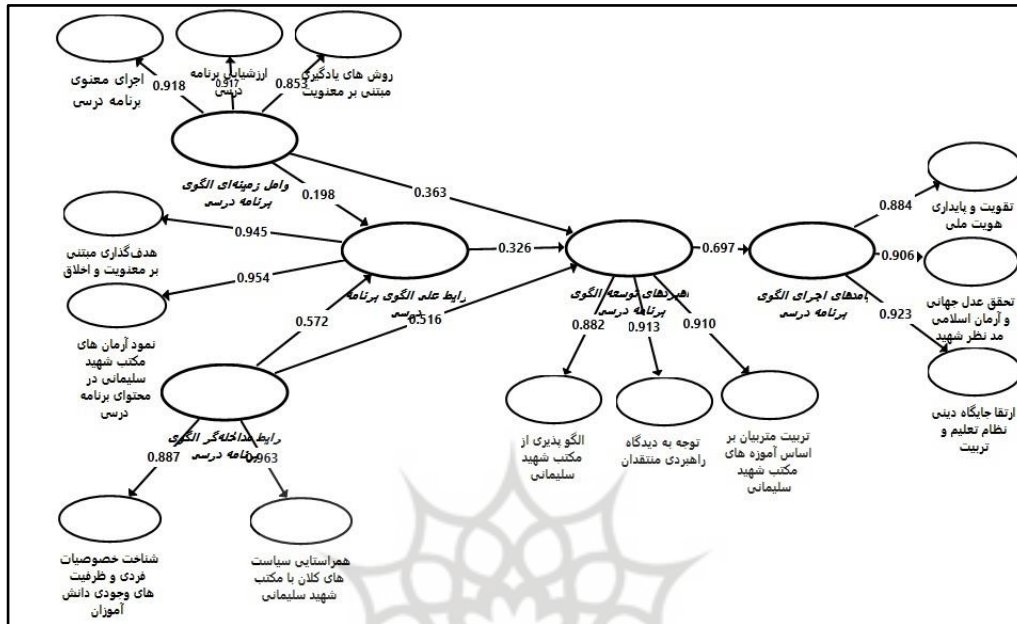 اجرای معنوی
برنامه درسی
ارزشیابی برنامه
درسی
روش های یادگیری
مبتنی بر معنویت
0.918
0.917
0.853
وامل زمینه‌ای الگوی
برنامه درسی
0.198
0.363
0.945
هدف‌گذاری مبتنی
بر معنویت و اخلاق
0.954
نمود آرمان های
مکتب شهید
سلیمانی در
محتوای برنامه
درسی
رایط علی الگوی برنامه
درسی
0.326
0.572
0.516
رایط مداخله‌گر الگوی
برنامه درسی
0.887
0.963
شناخت خصوصیات
فردی و ظرفیت
های وجودی دانش
آموزان
همراستایی سیاست
های کلان با مکتب
شهید سلیمانی
اهبردهای توسعه الگوی
برنامه درسی
0.697
0.882
0.913
0.910
الگو پذیری از
مکتب شهید
سلیمانی
توجه به دیدگاه
راهبردی منتقدان
تربیت متربیان بر
اساس آموزه های
مکتب شهید
سلیمانی
یامدهای اجرای الگوی
برنامه درسی
0.884
0.906
0.923
تقویت و پایداری
هویت ملی
تحقق عدل جهانی
و آرمان اسلامی
مد نظر شهید
ارتقا جایگاه دینی
نظام تعلیم و
تربیت